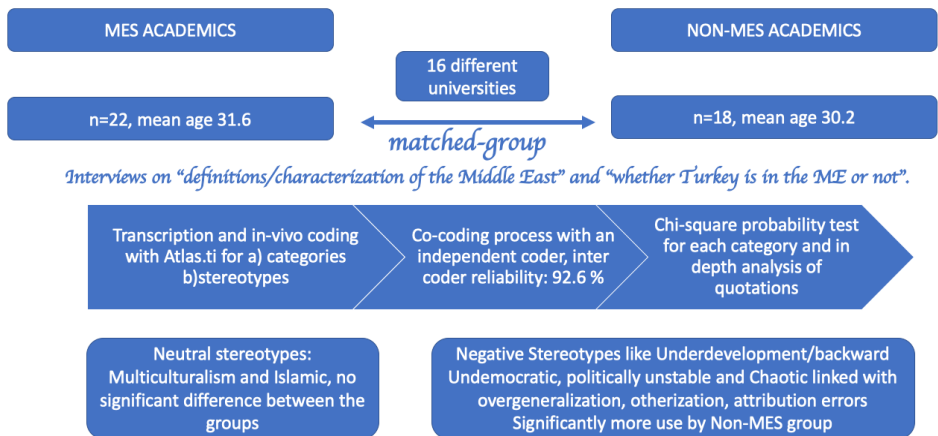 MES ACADEMICS
NON-MES ACADEMICS
16 different
universities
n=22, mean age 31.6
n=18, mean age 30.2
matched-group
Interviews on “definitions/characterization of the Middle East” and “whether Turkey is in the ME or not”.
Transcription and in-vivo coding
with Atlas.ti for a) categories
b)stereotypes
Co-coding process with an
independent coder, inter
coder reliability: 92.6 %
Chi-square probability test
for each category and in
depth analysis of
quotations
Neutral stereotypes:
Multiculturalism and Islamic, no
significant difference between the
groups
Negative Stereotypes like Underdevelopment/backward
Undemocratic, politically unstable and Chaotic linked with
overgeneralization, otherization, attribution errors
Significantly more use by Non-MES group